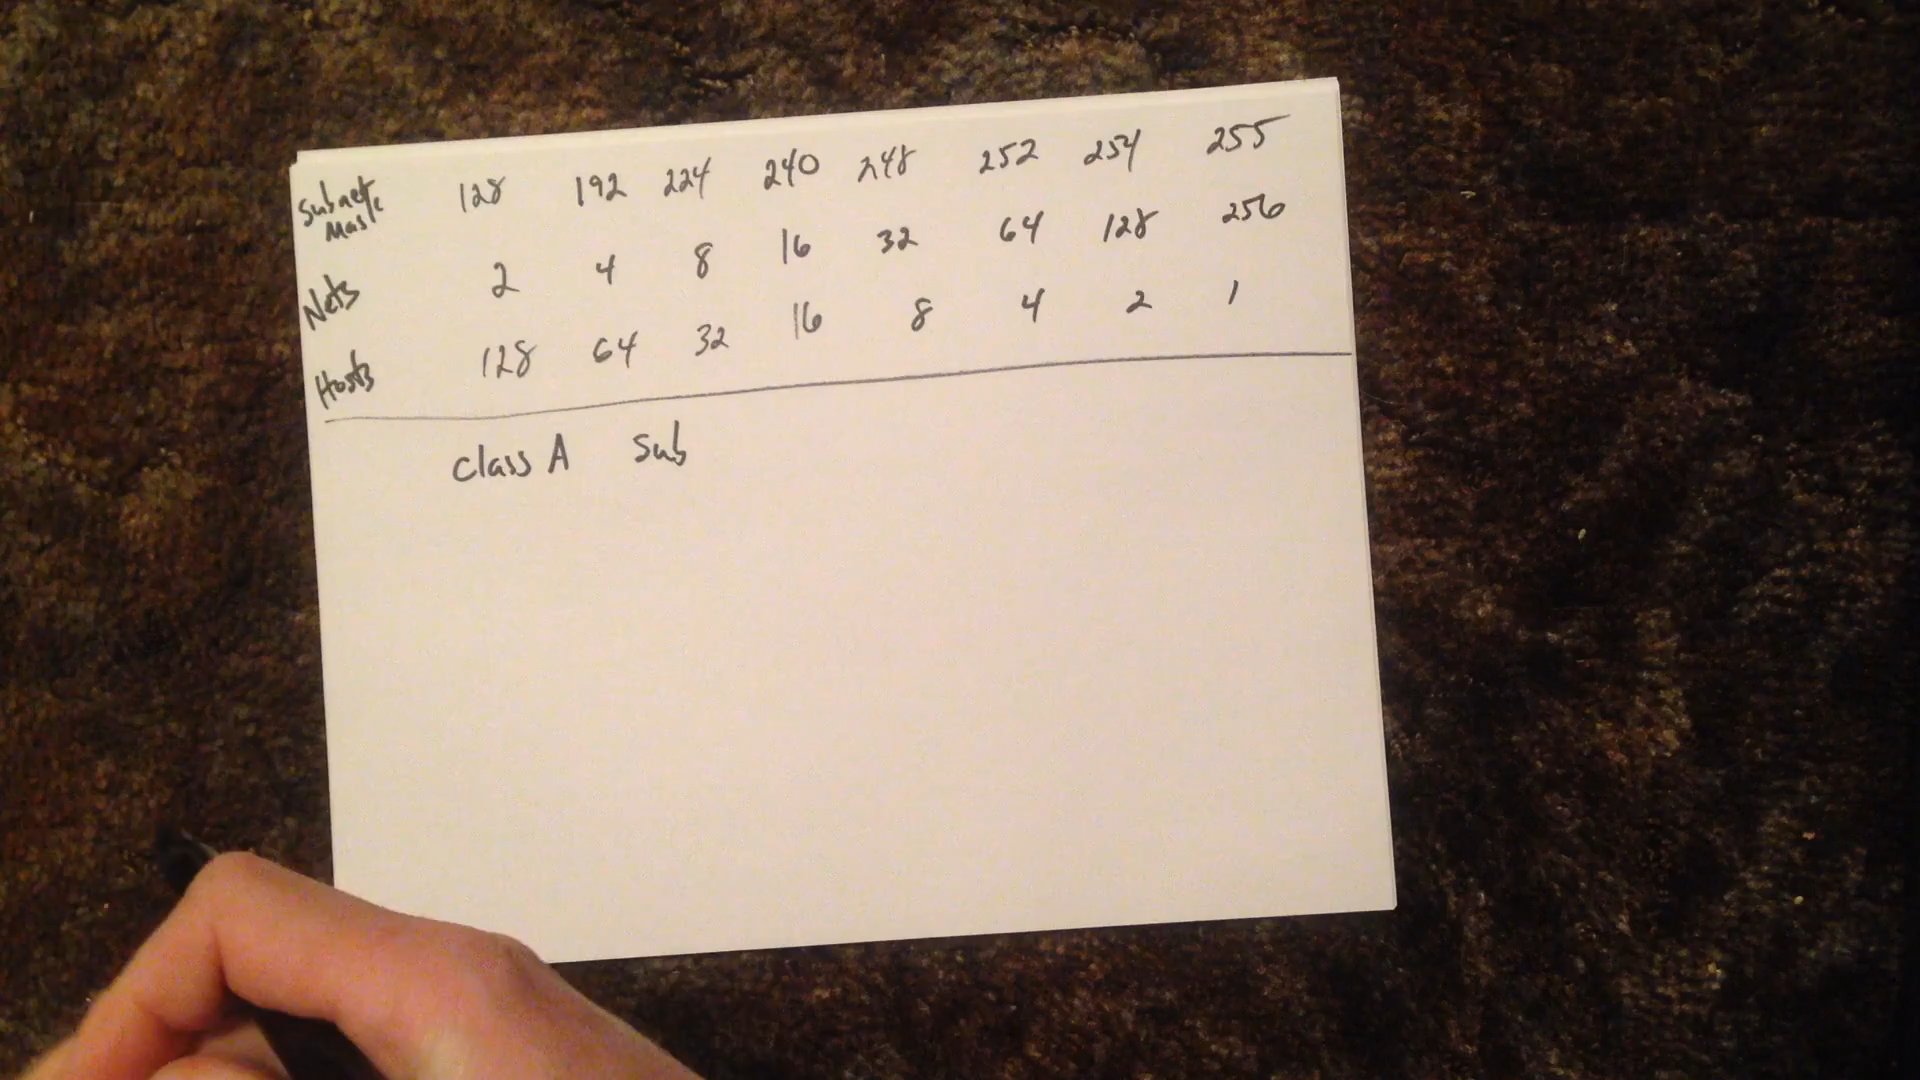 Subnet Mask 128 192 224 240 248 252 254 255
Nets 2 4 8 16 32 64 128 256
Hosts 128 64 32 16 8 4 2 1
Class A Sub